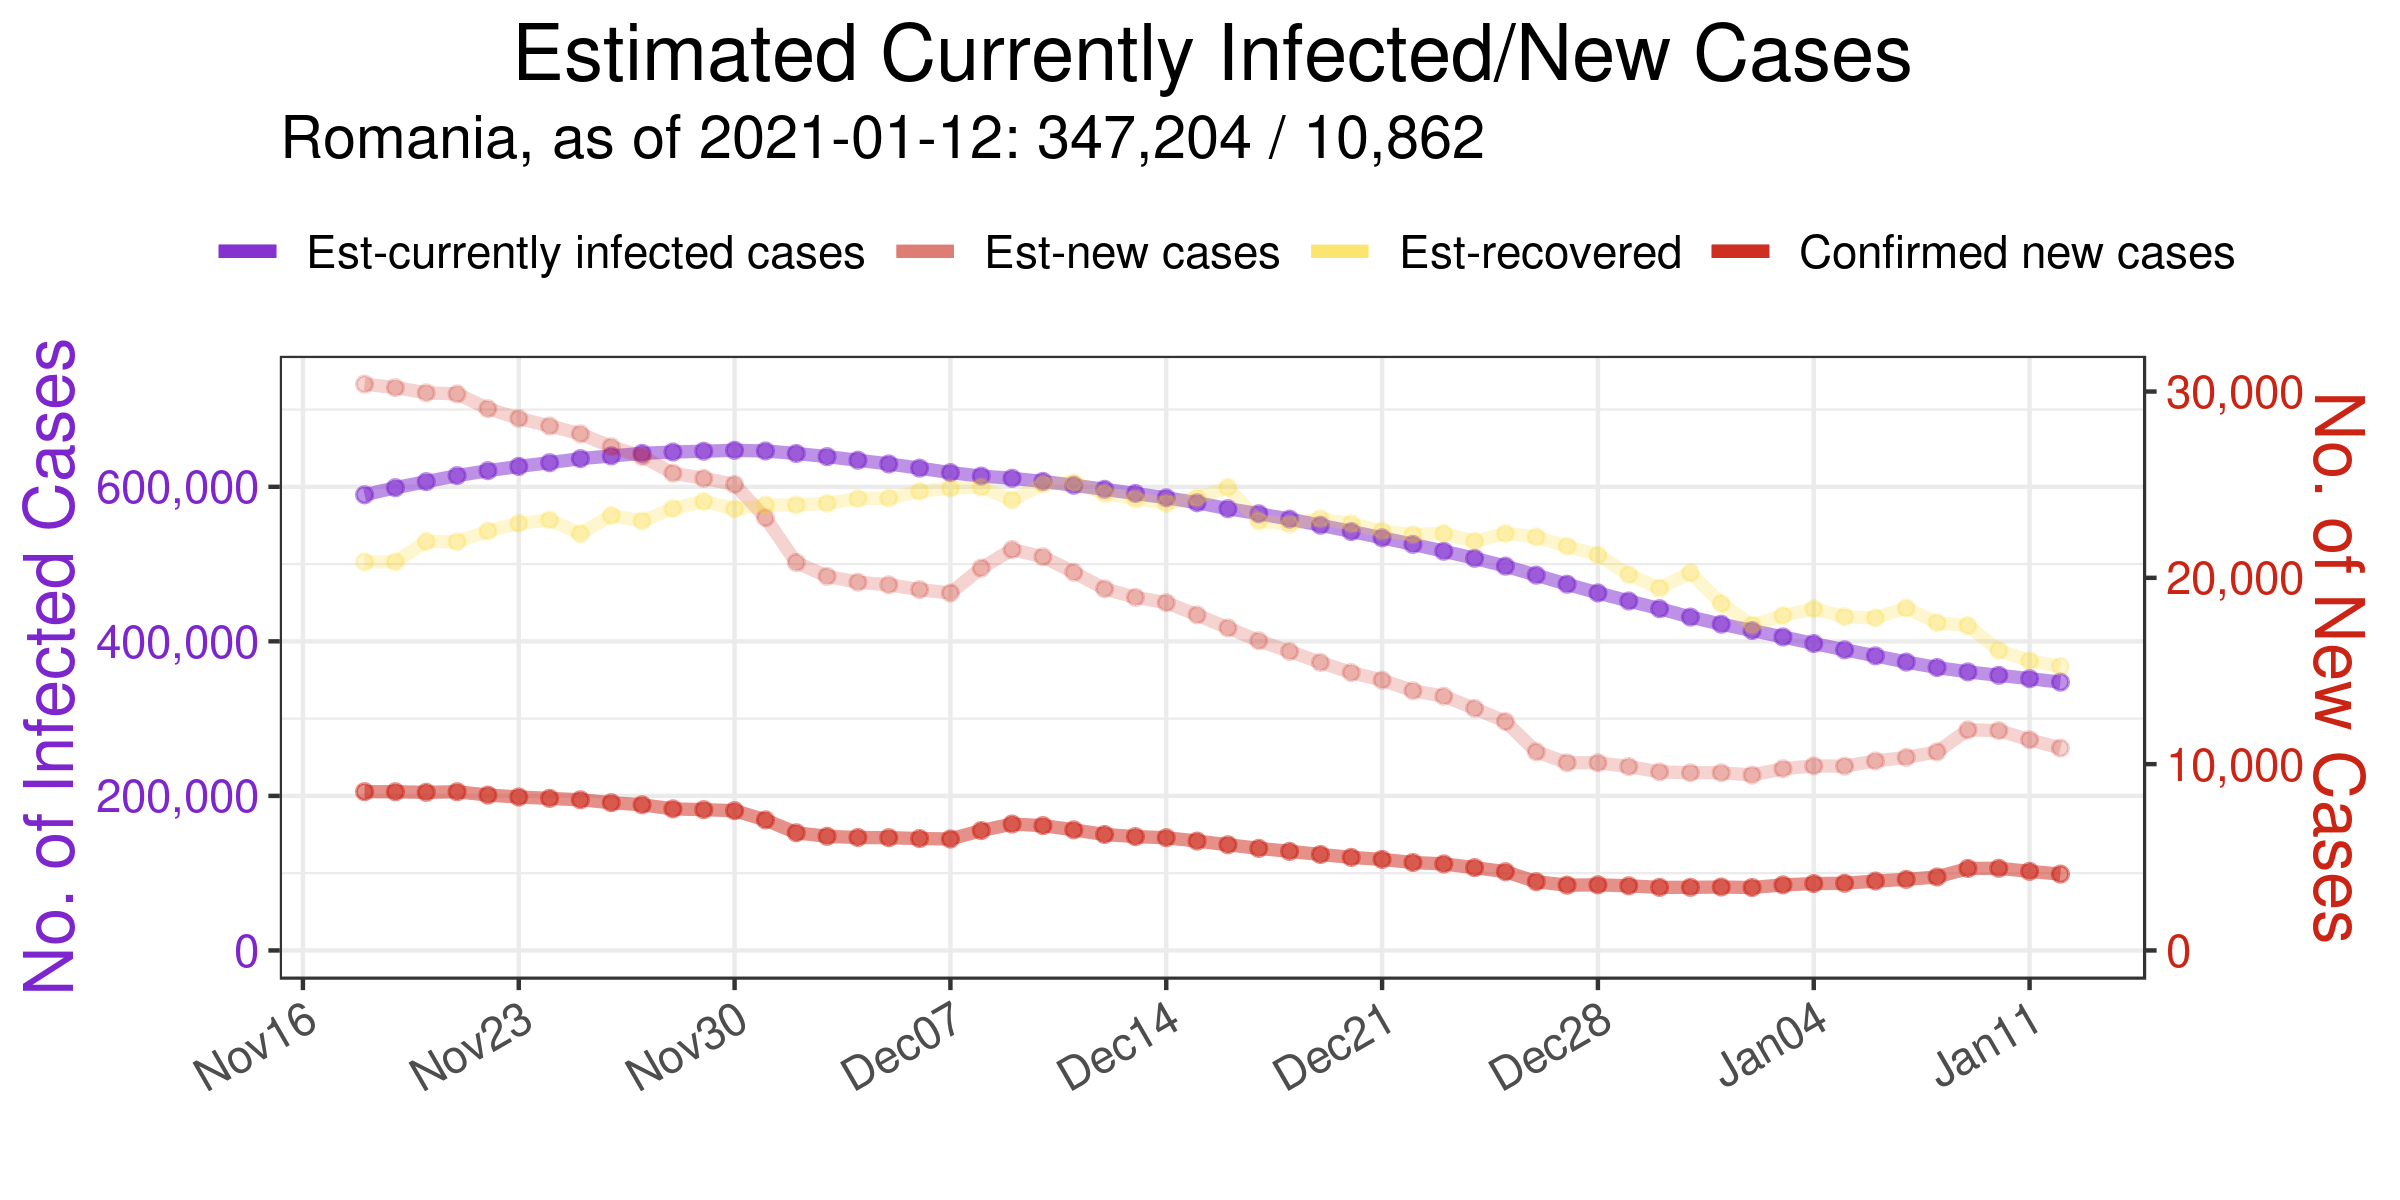 Estimated Currently Infected/New Cases
Romania, as of 2021-01-12: 347,204 / 10,862
Est-currently infected cases Est-new cases Est-recovered Confirmed new cases
No. of Infected Cases
600,000
400,000
200,000
0
30,000
20,000
10,000
0
No. of New Cases
Nov16 Nov23 Nov30 Dec07 Dec14 Dec21 Dec28 Jan04 Jan11